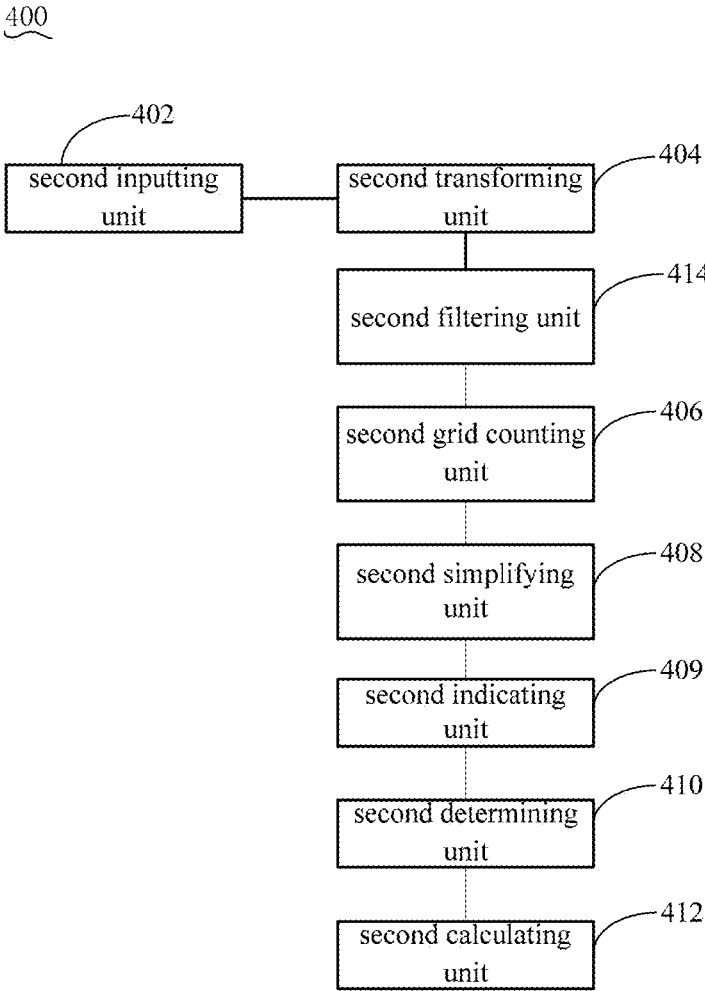 400
402
second inputting
unit
404
second transforming
unit
414
second filtering unit
406
second grid counting
unit
408
second simplifying
unit
409
second indicating
unit
410
second determining
unit
412
second calculating
unit